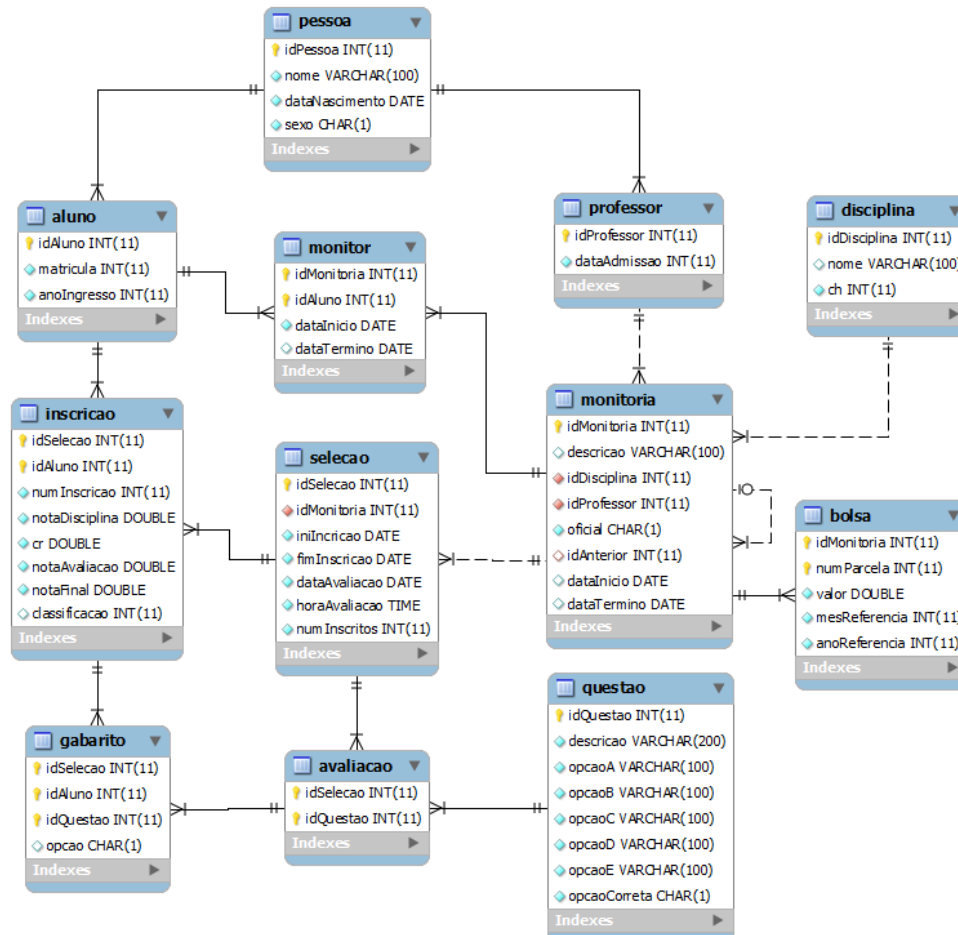 pessoa
idPessoa INT(11)
nome VARCHAR(100)
dataNascimento DATE
sexo CHAR(1)
Indexes
aluno
idAluno INT(11)
matricula INT(11)
anoIngresso INT(11)
Indexes
monitor
idMonitoria INT(11)
idAluno INT(11)
dataInicio DATE
dataTermino DATE
Indexes
professor
idProfessor INT(11)
dataAdmissao INT(11)
Indexes
disciplina
idDisciplina INT(11)
nome VARCHAR(100)
ch INT(11)
Indexes
inscricao
idSelecao INT(11)
idAluno INT(11)
numInscricao INT(11)
notaDisciplina DOUBLE
cr DOUBLE
notaAvaliacao DOUBLE
notaFinal DOUBLE
classificacao INT(11)
Indexes
selecao
idSelecao INT(11)
idMonitoria INT(11)
iniIncricao DATE
fimInscricao DATE
dataAvaliacao DATE
horaAvaliacao TIME
numInscritos INT(11)
Indexes
monitoria
idMonitoria INT(11)
descricao VARCHAR(100)
idDisciplina INT(11)
idProfessor INT(11)
oficial CHAR(1)
idAnterior INT(11)
dataInicio DATE
dataTermino DATE
Indexes
bolsa
idMonitoria INT(11)
numParcela INT(11)
valor DOUBLE
mesReferencia INT(11)
anoReferencia INT(11)
Indexes
gabarito
idSelecao INT(11)
idAluno INT(11)
idQuestao INT(11)
opcao CHAR(1)
Indexes
avaliacao
idSelecao INT(11)
idQuestao INT(11)
Indexes
questao
idQuestao INT(11)
descricao VARCHAR(200)
opcaoA VARCHAR(100)
opcaoB VARCHAR(100)
opcaoC VARCHAR(100)
opcaoD VARCHAR(100)
opcaoE VARCHAR(100)
opcaoCorreta CHAR(1)
Indexes